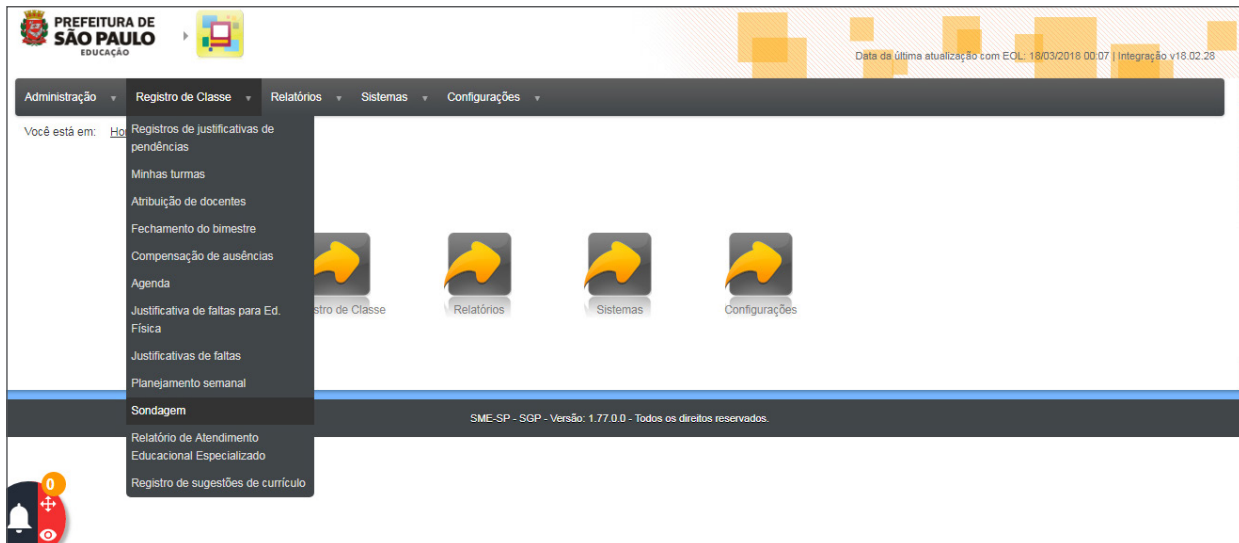 PREFEITURA DE
SÃO PAULO
EDUCAÇÃO
Data da última atualização com EOL: 18/03/2018 00:07 | Integração v18.02.28
Administração Registro de Classe Relatórios Sistemas Configurações
Você está em: Ho
Registros de justificativas de
pendências
Minhas turmas
Atribuição de docentes
Fechamento do bimestre
Compensação de ausências
Agenda
Justificativa de faltas para Ed.
Física
Justificativas de faltas
Planejamento semanal
Sondagem
Relatório de Atendimento
Educacional Especializado
Registro de sugestões de currículo
stro de Classe Relatórios Sistemas Configurações
SME-SP - SGP - Versão: 1.77.0.0 - Todos os direitos reservados.
0